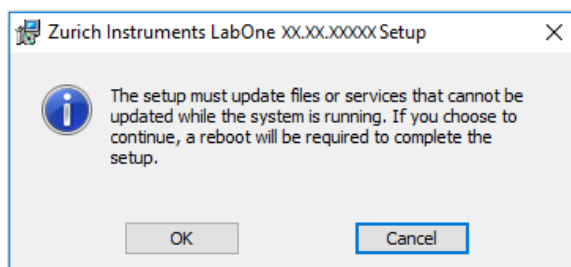 Zurich Instruments LabOne XX.XX.XXXXX Setup
The setup must update files or services that cannot be
updated while the system is running. If you choose to
continue, a reboot will be required to complete the
setup.
OK
Cancel